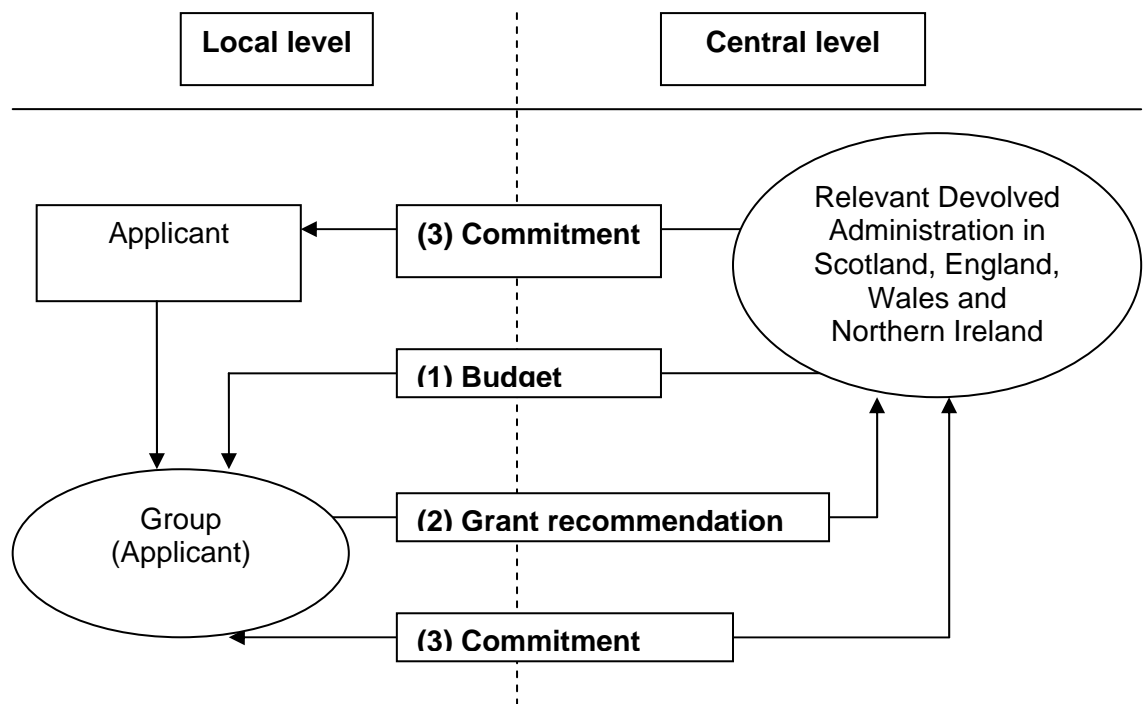 Local level
Central level
Applicant
(3) Commitment
Relevant Devolved
Administration in
Scotland, England,
Wales and
Northern Ireland
(1) Budget
Group
(Applicant)
(2) Grant recommendation
(3) Commitment